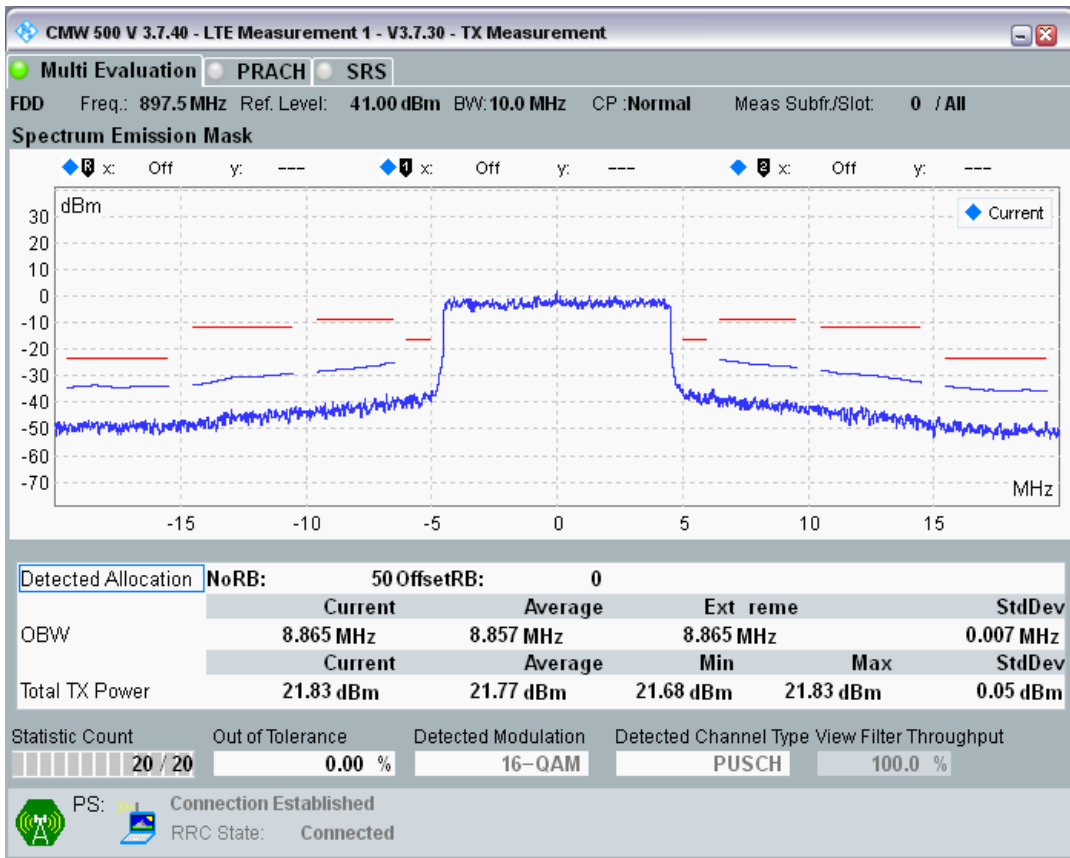 CMW 500 V 3.7.40 - LTE Measurement 1 - V3.7.30 - TX Measurement
Multi Evaluation PRACH SRS
FDD Freq.: 897.5 MHz Ref. Level: 41.00 dBm BW: 10.0 MHz CP :Normal Meas Subfr./Slot: 0 / All
Spectrum Emission Mask
R x: Off y: --- 1 x: Off y: --- 2 x: Off y: ---
dBm
Current
30
20
10
0
-10
-20
-30
-40
-50
-60
-70
MHz
-15 -10 -5 0 5 10 15
Detected Allocation NoRB: 50 OffsetRB: 0
Current Average Ext reme StdDev
OBW 8.865 MHz 8.857 MHz 8.865 MHz 0.007 MHz
Current Average Min Max StdDev
Total TX Power 21.83 dBm 21.77 dBm 21.68 dBm 21.83 dBm 0.05 dBm
Statistic Count Out of Tolerance Detected Modulation Detected Channel Type View Filter Throughput
20 / 20 0.00 % 16-QAM PUSCH 100.0 %
PS: Connection Established
RRC State: Connected